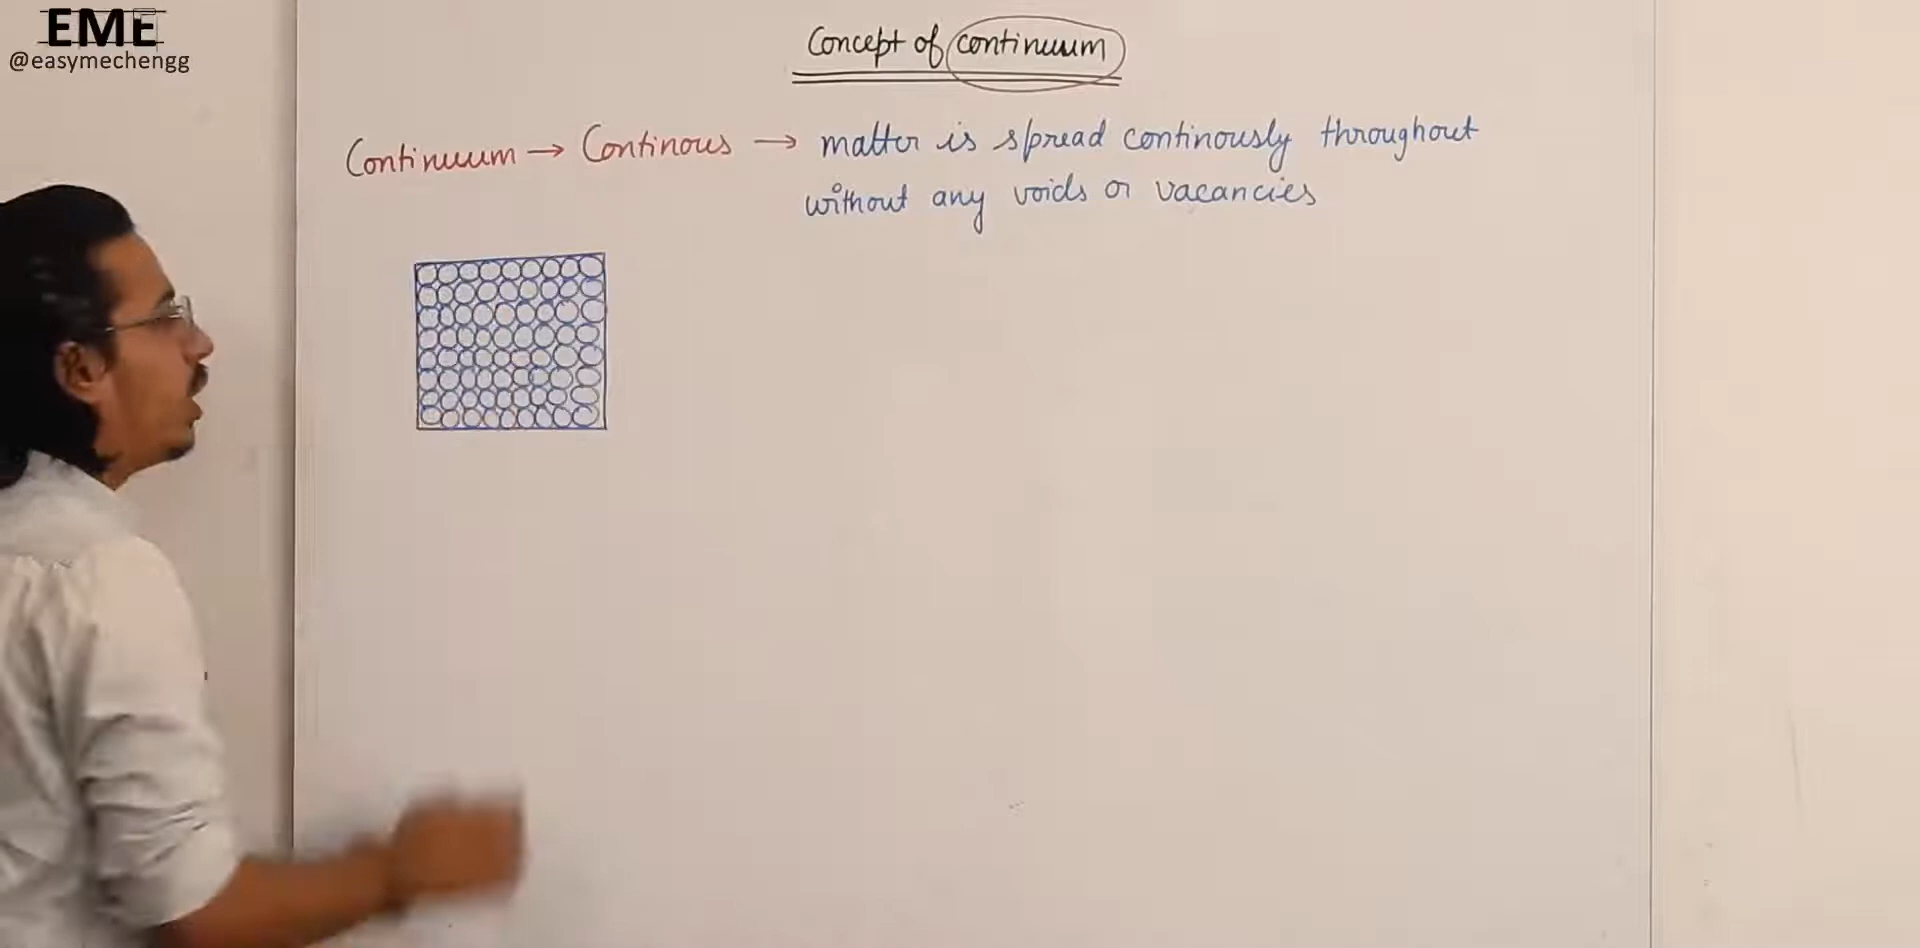 EME
@easymechengg
Concept of continuum
Continuum → Continous → matter is spread continously throughout
without any voids or vacancies